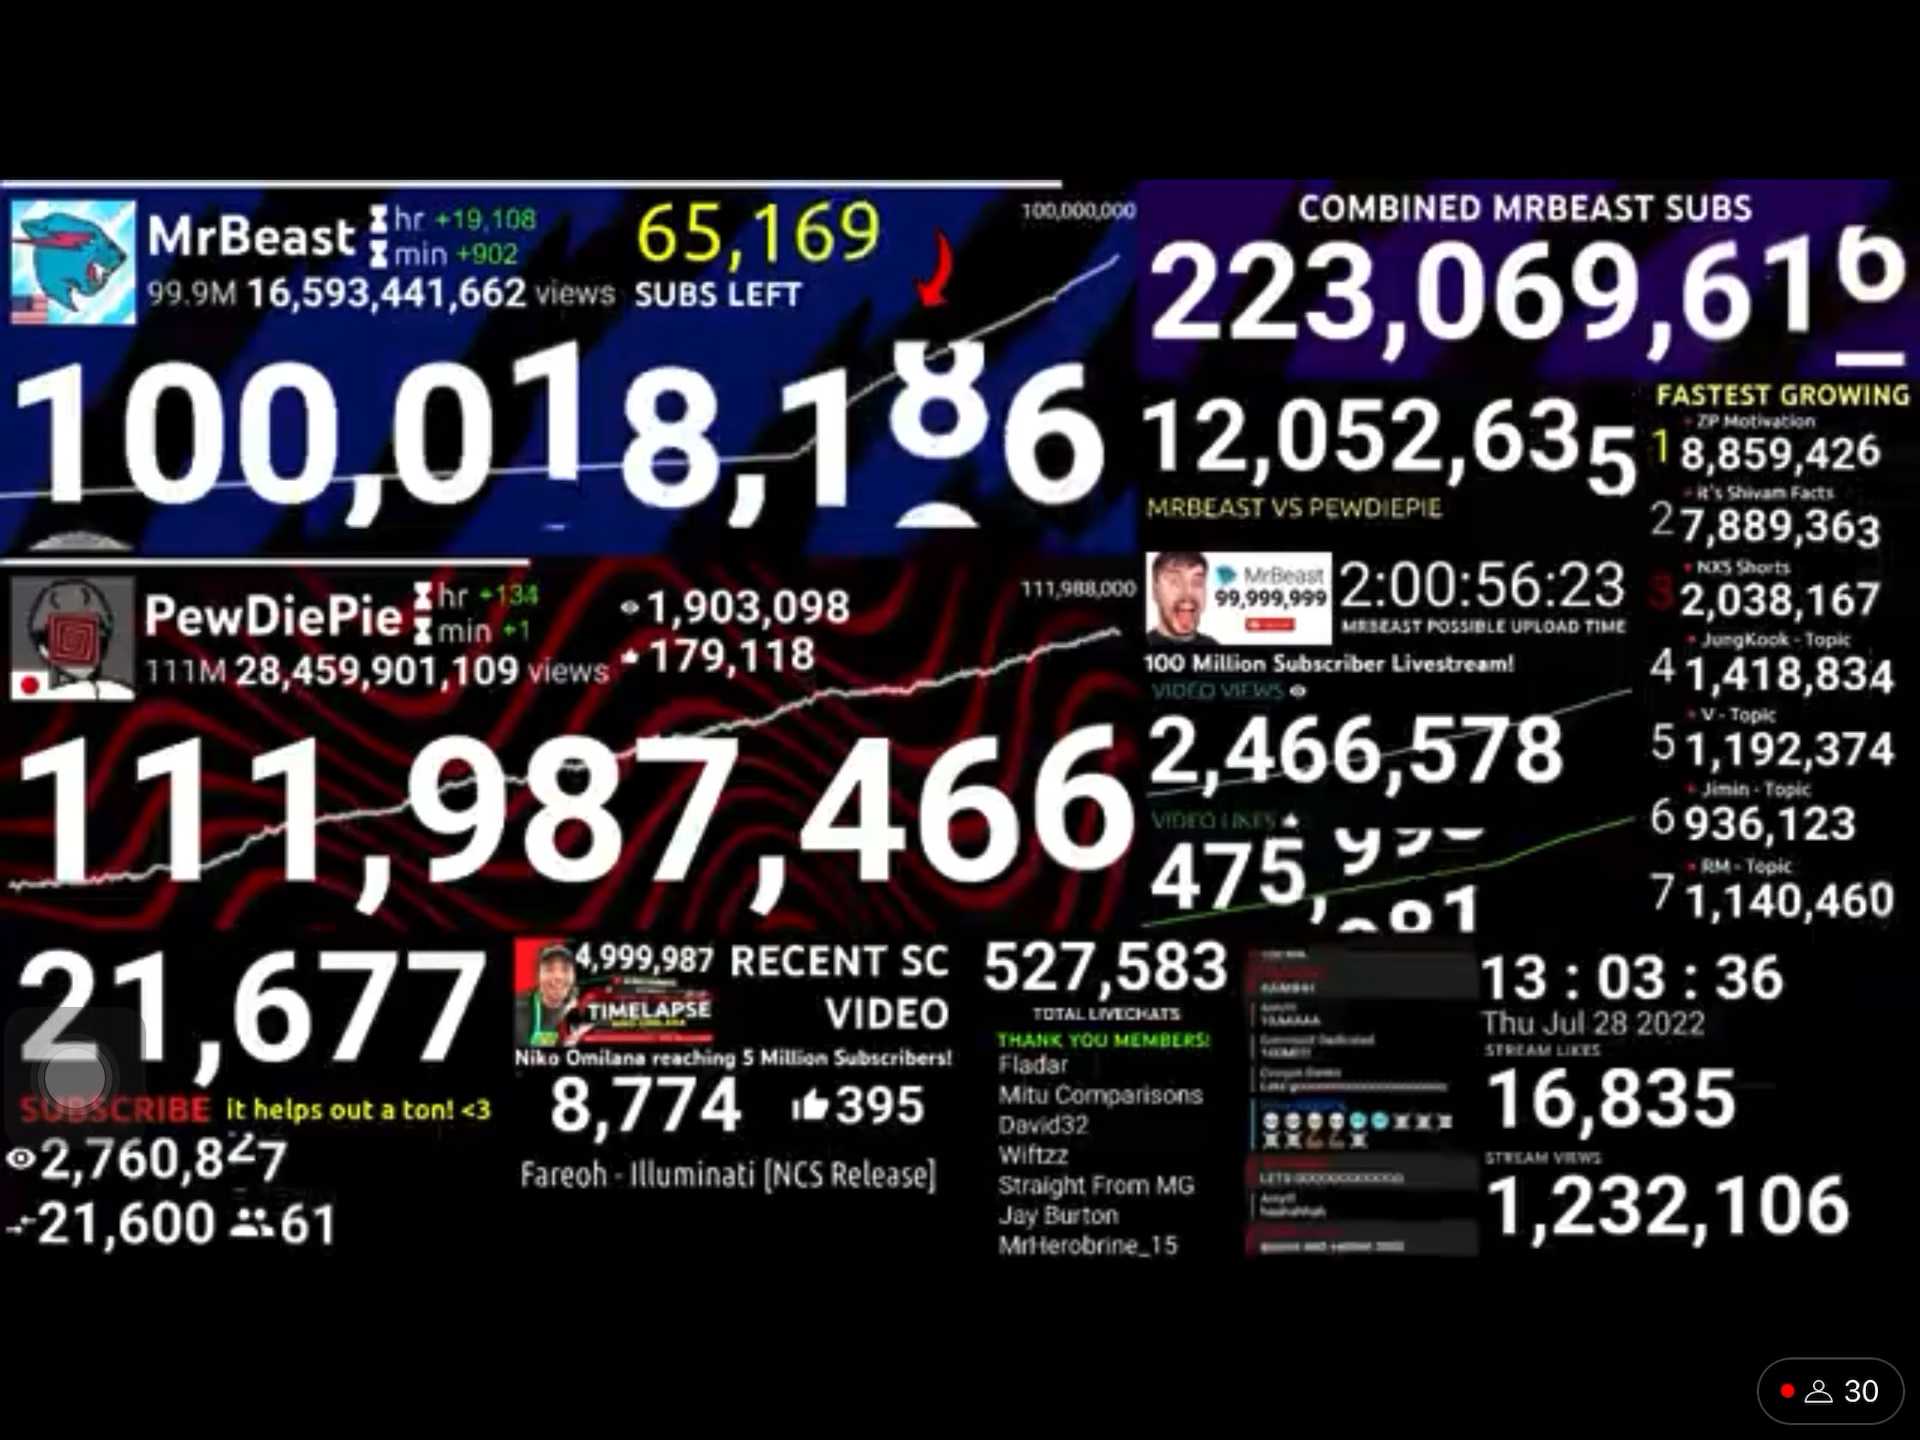 MrBeast
hr +19,108
min +902
99.9M 16,593,441,662 views
65,169
SUBS LEFT
100,000,000
100,018,186
PewDiePie
hr +134
min +1
111M 28,459,901,109 views
1,903,098
179,118
111,988,000
111,987,466
COMBINED MRBEAST SUBS
223,069,616
12,052,635
MRBEAST VS PEWDIEPIE
MrBeast
99,999,999
2:00:56:23
MRBEAST POSSIBLE UPLOAD TIME
100 Million Subscriber Livestream!
VIDEO VIEWS
2,466,578
VIDEO LIKES
475,
FASTEST GROWING
ZP Motivation
1 8,859,426
it's Shivam Facts
2 7,889,363
NXS Shorts
3 2,038,167
JungKook - Topic
4 1,418,834
V - Topic
5 1,192,374
Jimin - Topic
6 936,123
RM - Topic
7 1,140,460
21,677
SUBSCRIBE it helps out a ton! <3
2,760,827
21,600 61
4,999,987
TIMELAPSE
RECENT SC
VIDEO
Niko Omilana reaching 5 Million Subscribers!
8,774 395
Fareoh - Illuminati [NCS Release]
527,583
TOTAL LIVECHATS
THANK YOU MEMBERS!
Fladar
Mitu Comparisons
David32
Wiftzz
Straight From MG
Jay Burton
MrHerobrine_15
13 : 03 : 36
Thu Jul 28 2022
STREAM LIKES
16,835
STREAM VIEWS
1,232,106
30